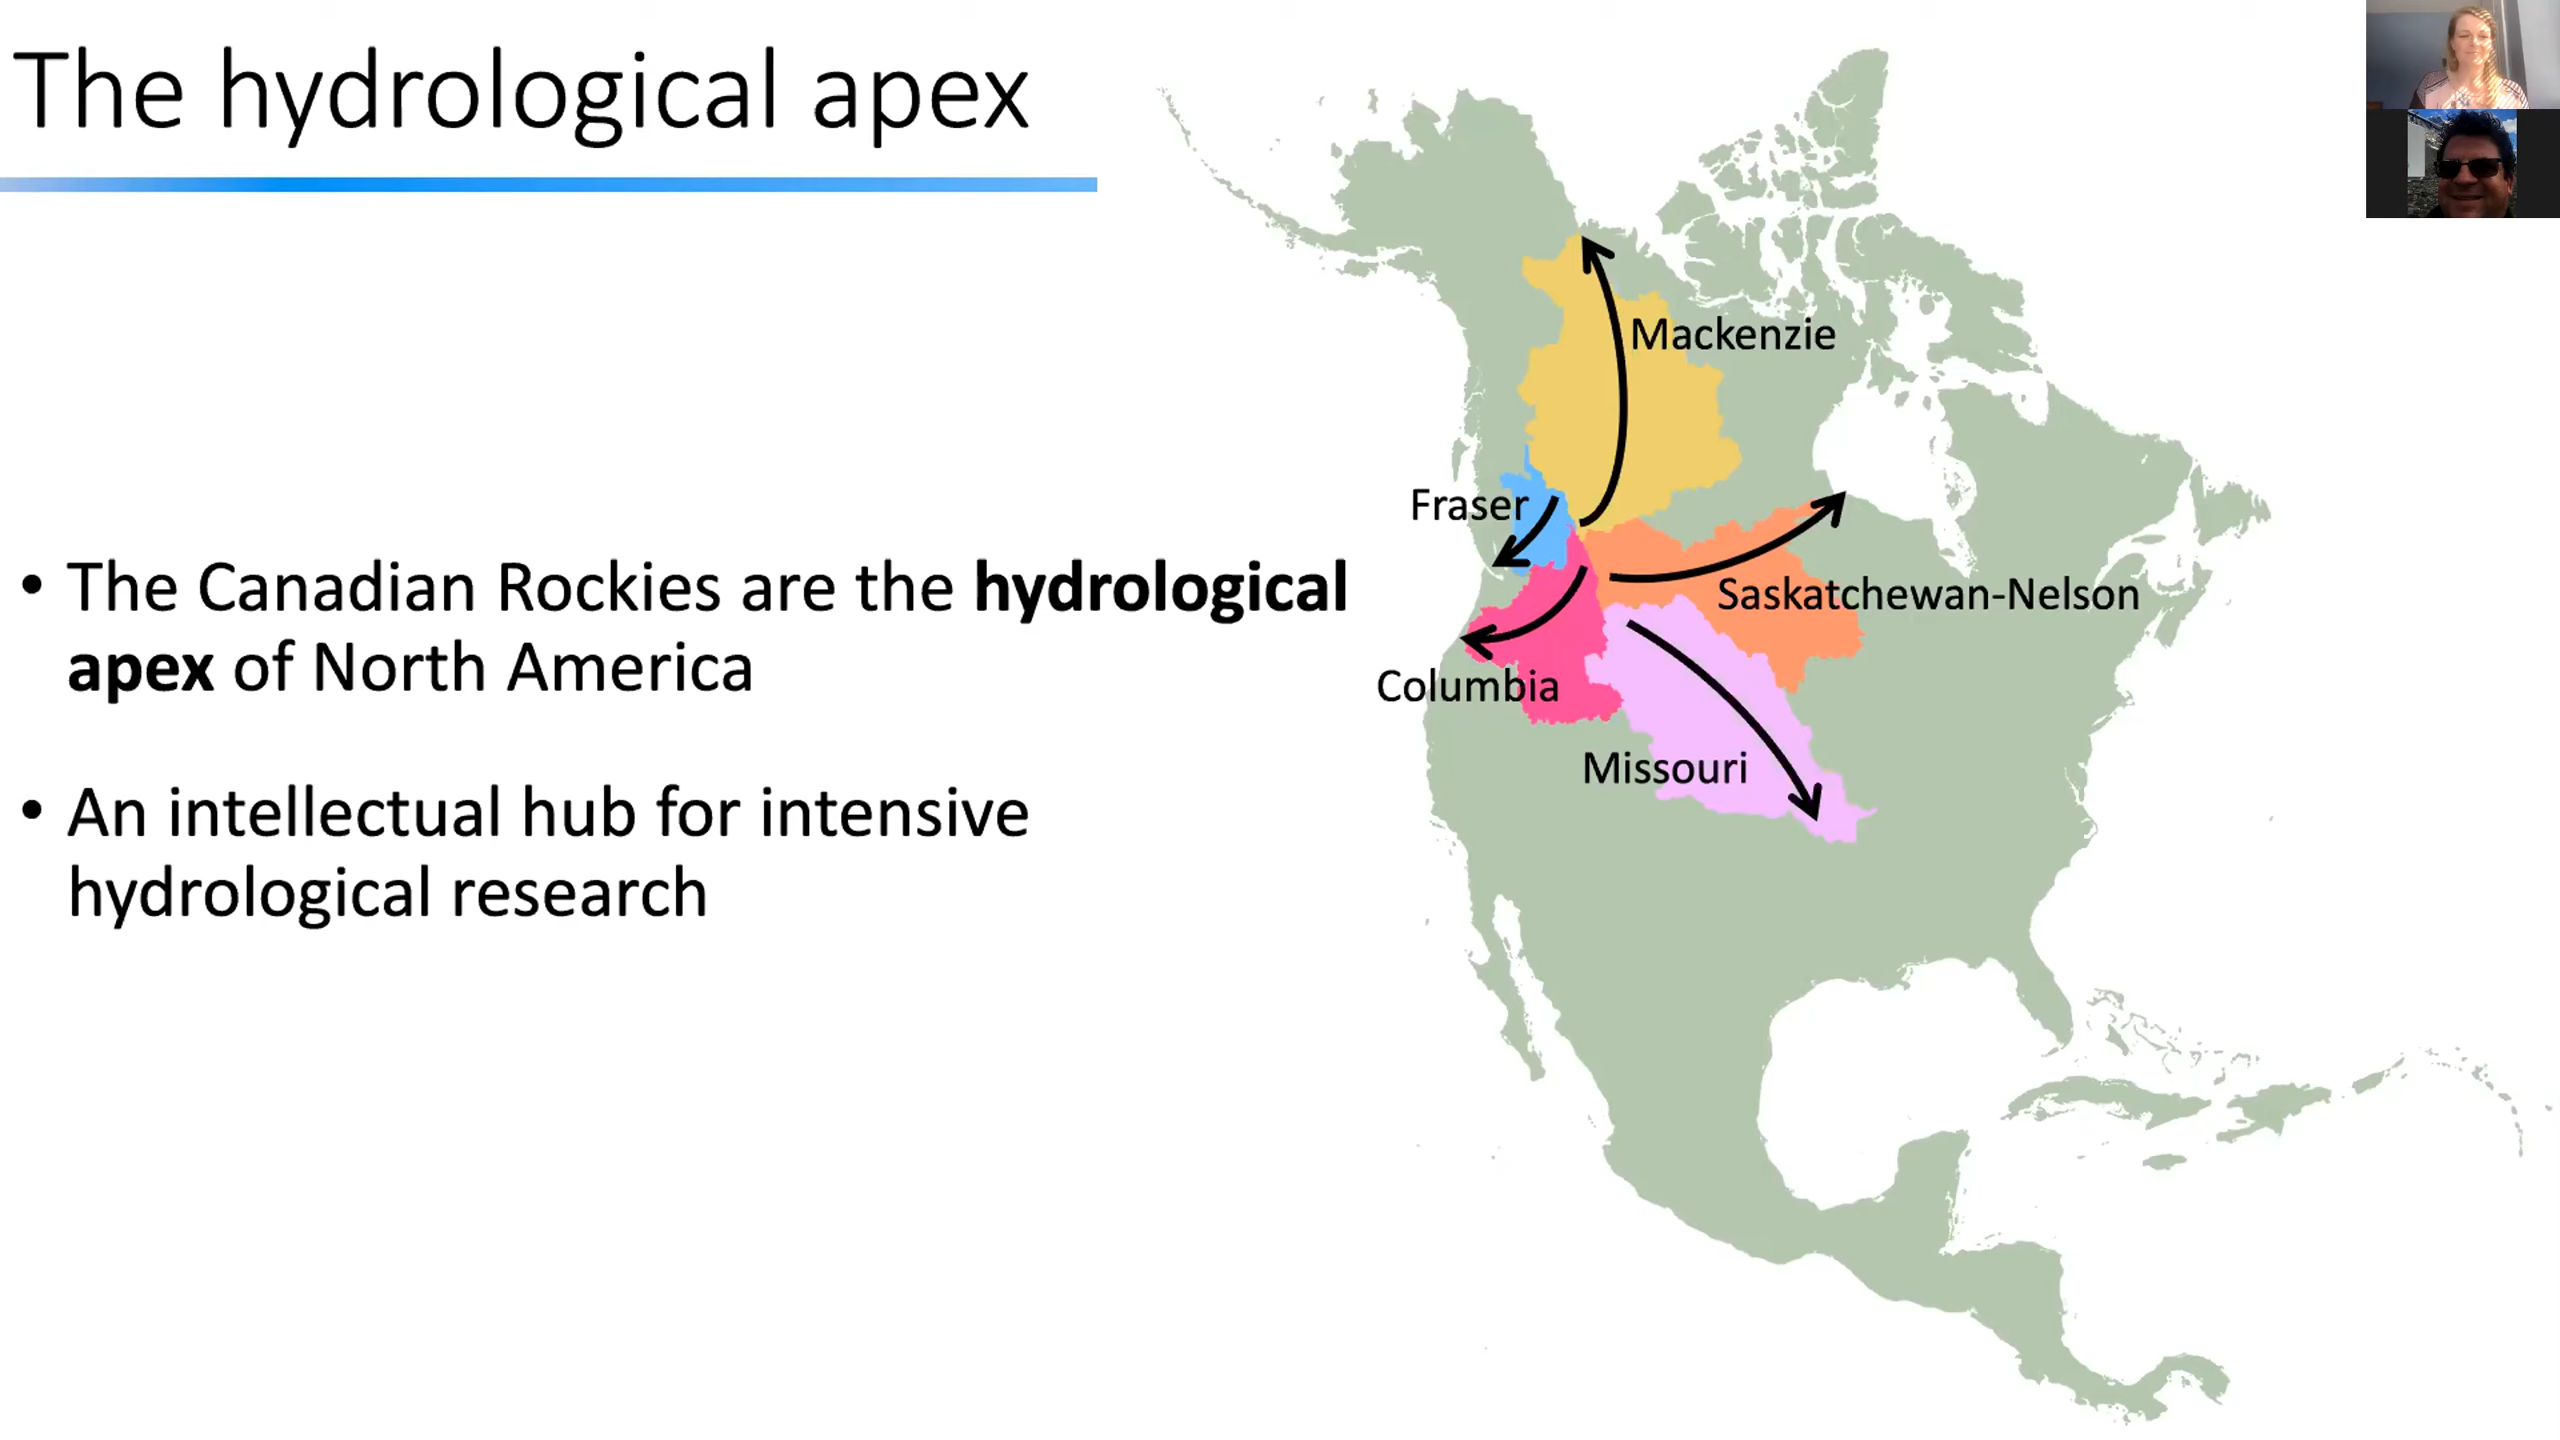 The hydrological apex
• The Canadian Rockies are the hydrological
apex of North America
• An intellectual hub for intensive
hydrological research
Mackenzie
Fraser
Saskatchewan-Nelson
Columbia
Missouri